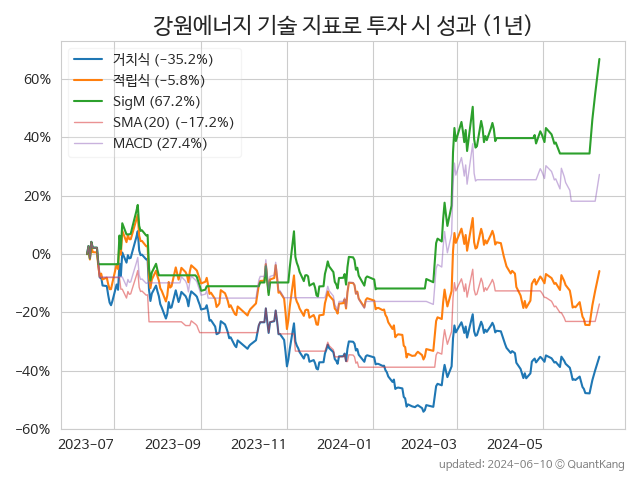 강원에너지 기술 지표로 투자 시 성과 (1년)
거치식 (−35.2%)
적립식 (−5.8%)
SigM (67.2%)
SMA(20) (−17.2%)
MACD (27.4%)
60%
40%
20%
0%
−20%
−40%
−60%
2023-07 2023-09 2023-11 2024-01 2024-03 2024-05
updated: 2024-06-10 © QuantKang